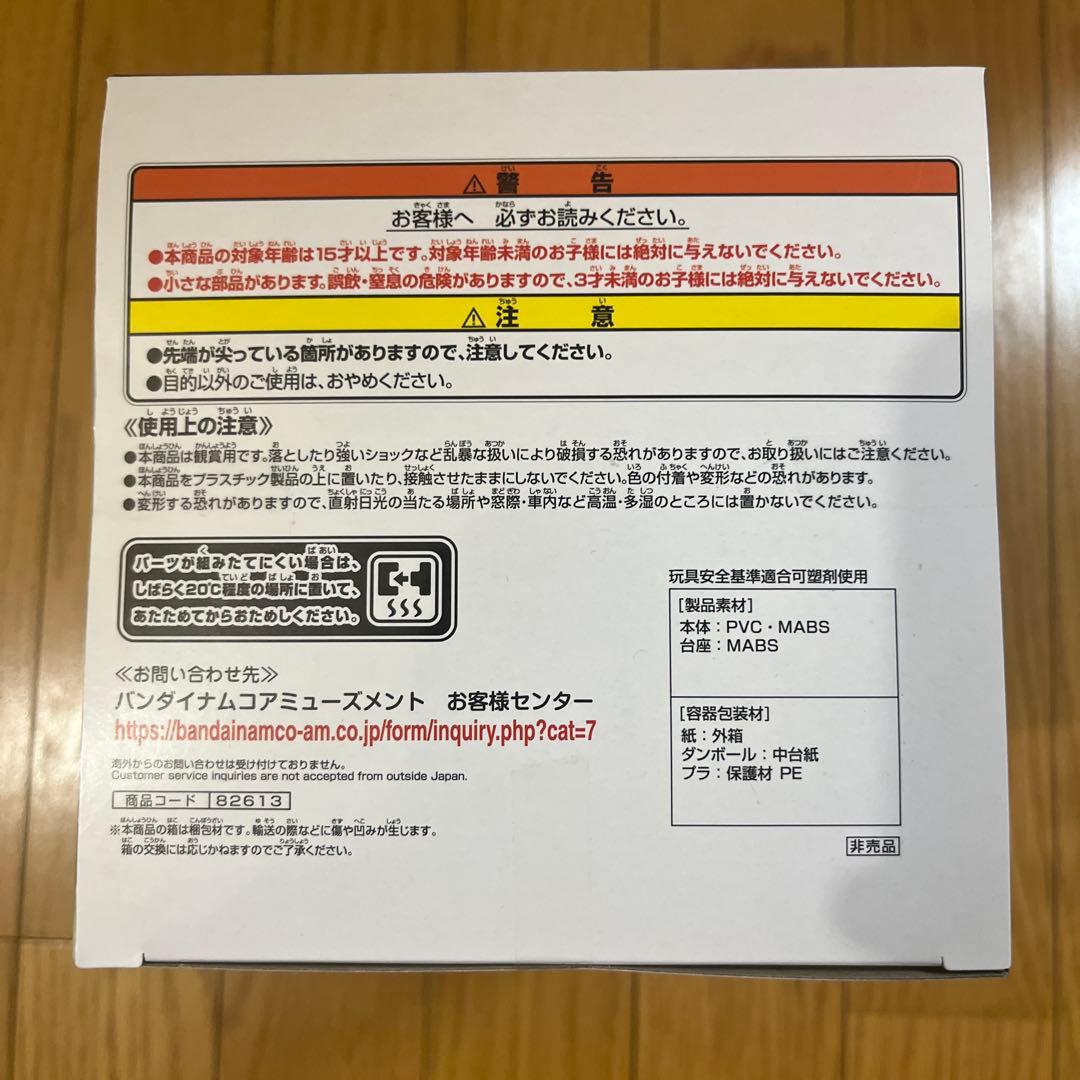 ⚠警告
お客様へ 必ずお読みください。
●本商品の対象年齢は15才以上です。対象年齢未満のお子様には絶対に与えないでください。
●小さな部品があります。誤飲・窒息の危険がありますので、3才未満のお子様には絶対に与えないでください。
⚠注意
●先端が尖っている箇所がありますので、注意してください。
●目的以外のご使用は、おやめください。
《使用上の注意》
●本商品は観賞用です。落としたり強いショックなど乱暴な扱いにより破損する恐れがありますので、お取り扱いにはご注意ください。
●本商品をプラスチック製品の上に置いたり、接触させたままにしないでください。色の付着や変形などの恐れがあります。
●変形する恐れがありますので、直射日光の当たる場所や窓際・車内など高温・多湿のところには置かないでください。
パーツが組みたてにくい場合は、
しばらく20℃程度の場所に置いて、
あたためてからおためしください。
≪お問い合わせ先≫
バンダイナムコアミューズメント お客様センター
https://bandainamco-am.co.jp/form/inquiry.php?cat=7
海外からのお問い合わせは受け付けておりません。
Customer service inquiries are not accepted from outside Japan.
商品コード 82613
※本商品の箱は梱包材です。輸送の際などに傷や凹みが生じます。
箱の交換には応じかねますのでご了承ください。
玩具安全基準適合可塑剤使用
[製品素材]
本体:PVC・MABS
台座:MABS
[容器包装材]
紙:外箱
ダンボール:中台紙
プラ:保護材 PE
非売品